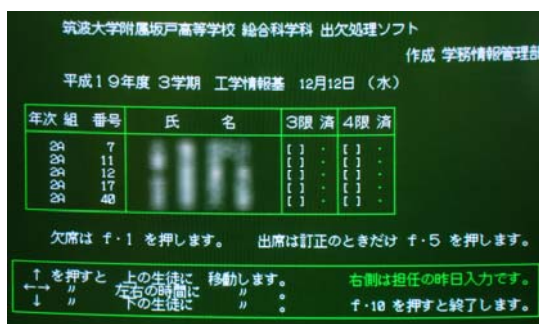 筑波大学附属坂戸高等学校 総合科学科 出欠処理ソフト
作成 学務情報管理部
平成19年度 3学期 工学情報基 12月12日 (水)
年次 組 番号 氏 名 3限 済 4限 済
2A 7 [ ] ・ [ ] ・
2A 11 [ ] ・ [ ] ・
2A 12 [ ] ・ [ ] ・
2A 17 [ ] ・ [ ] ・
2A 40 [ ] ・ [ ] ・
欠席は f・1 を押します。 出席は訂正のときだけ f・5 を押します。
↑ を押すと 上の生徒に 移動します。 右側は担任の昨日入力です。
←→ 〃 左右の時間に 〃 。
↓ 〃 下の生徒に 〃 。 f・10 を押すと終了します。